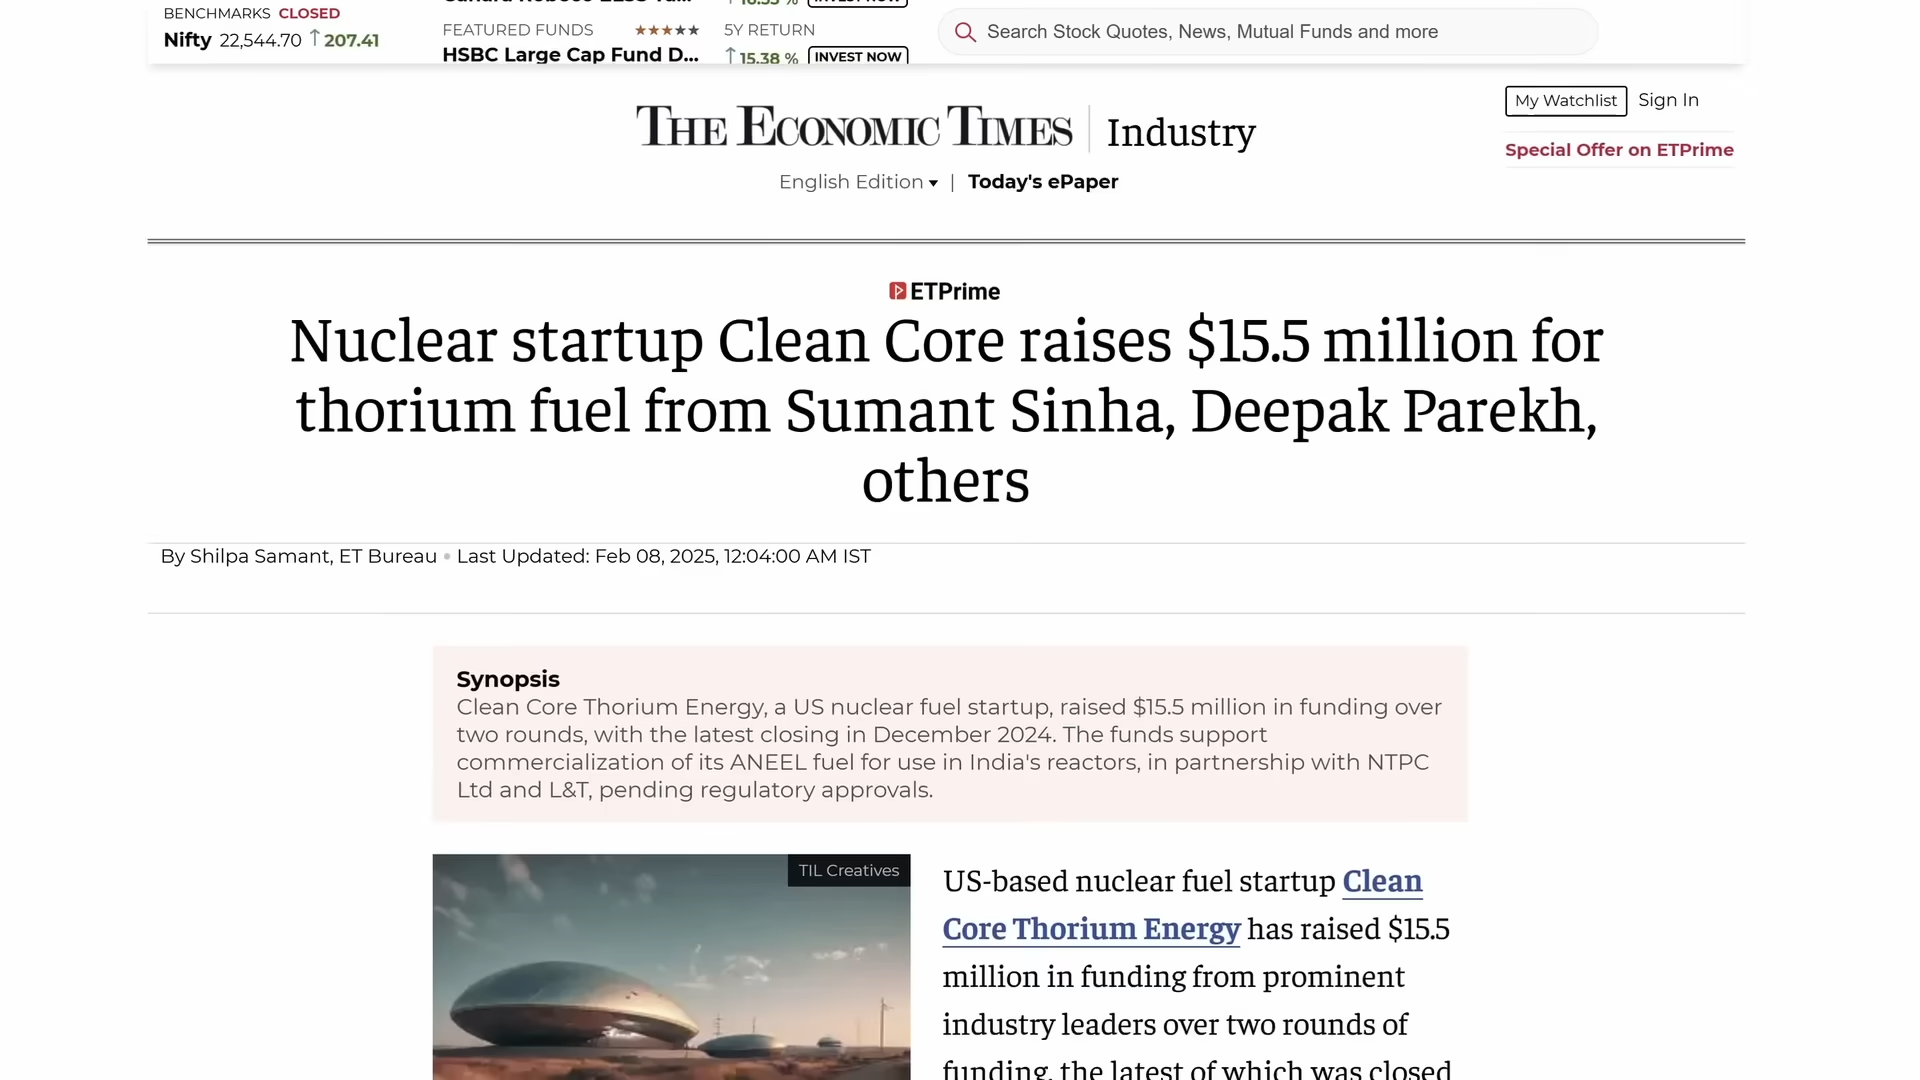 BENCHMARKS CLOSED
Nifty 22,544.70 ↑ 207.41
FEATURED FUNDS ★★★★★
HSBC Large Cap Fund D...
5Y RETURN
↑ 15.38 % INVEST NOW
Search Stock Quotes, News, Mutual Funds and more
THE ECONOMIC TIMES | Industry
My Watchlist Sign In
Special Offer on ETPrime
English Edition ▾ | Today's ePaper
ETPrime
Nuclear startup Clean Core raises $15.5 million for
thorium fuel from Sumant Sinha, Deepak Parekh,
others
By Shilpa Samant, ET Bureau • Last Updated: Feb 08, 2025, 12:04:00 AM IST
Synopsis
Clean Core Thorium Energy, a US nuclear fuel startup, raised $15.5 million in funding over
two rounds, with the latest closing in December 2024. The funds support
commercialization of its ANEEL fuel for use in India's reactors, in partnership with NTPC
Ltd and L&T, pending regulatory approvals.
TIL Creatives
US-based nuclear fuel startup Clean
Core Thorium Energy has raised $15.5
million in funding from prominent
industry leaders over two rounds of
funding, the latest of which was closed